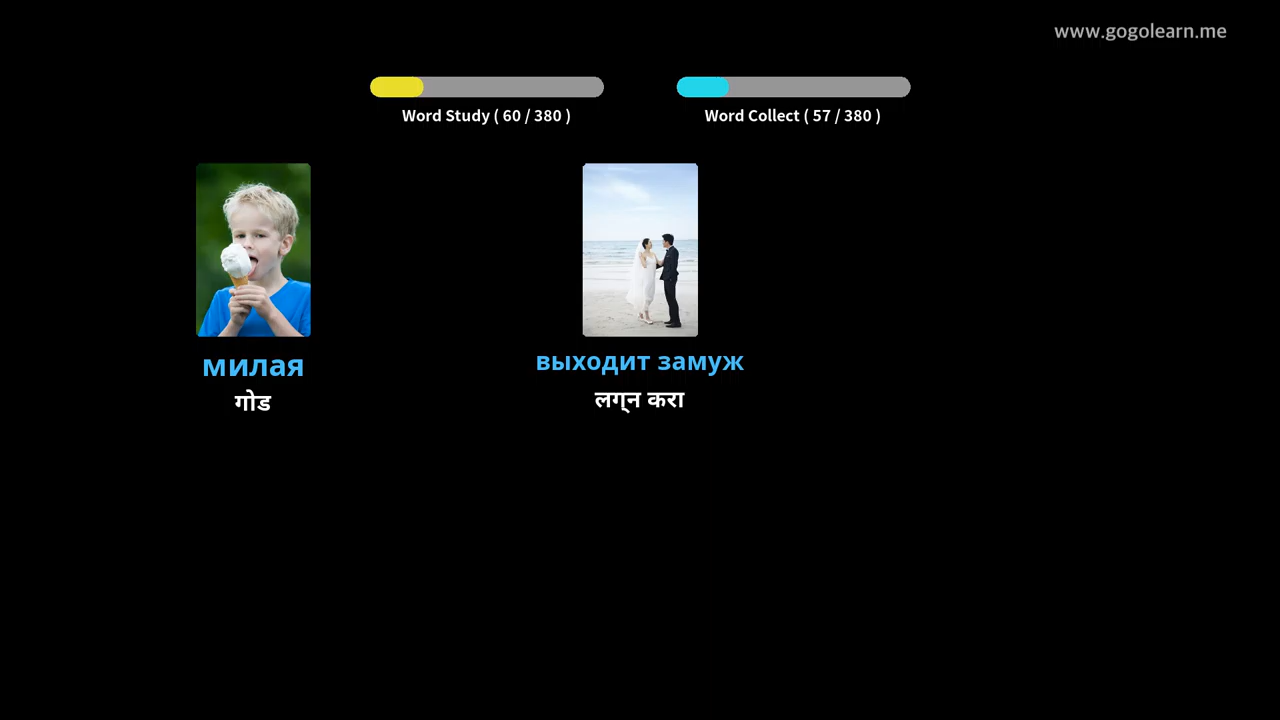 www.gogolearn.me
Word Study ( 60 / 380 )
Word Collect ( 57 / 380 )
милая
गोड
выходит замуж
लग्न करा